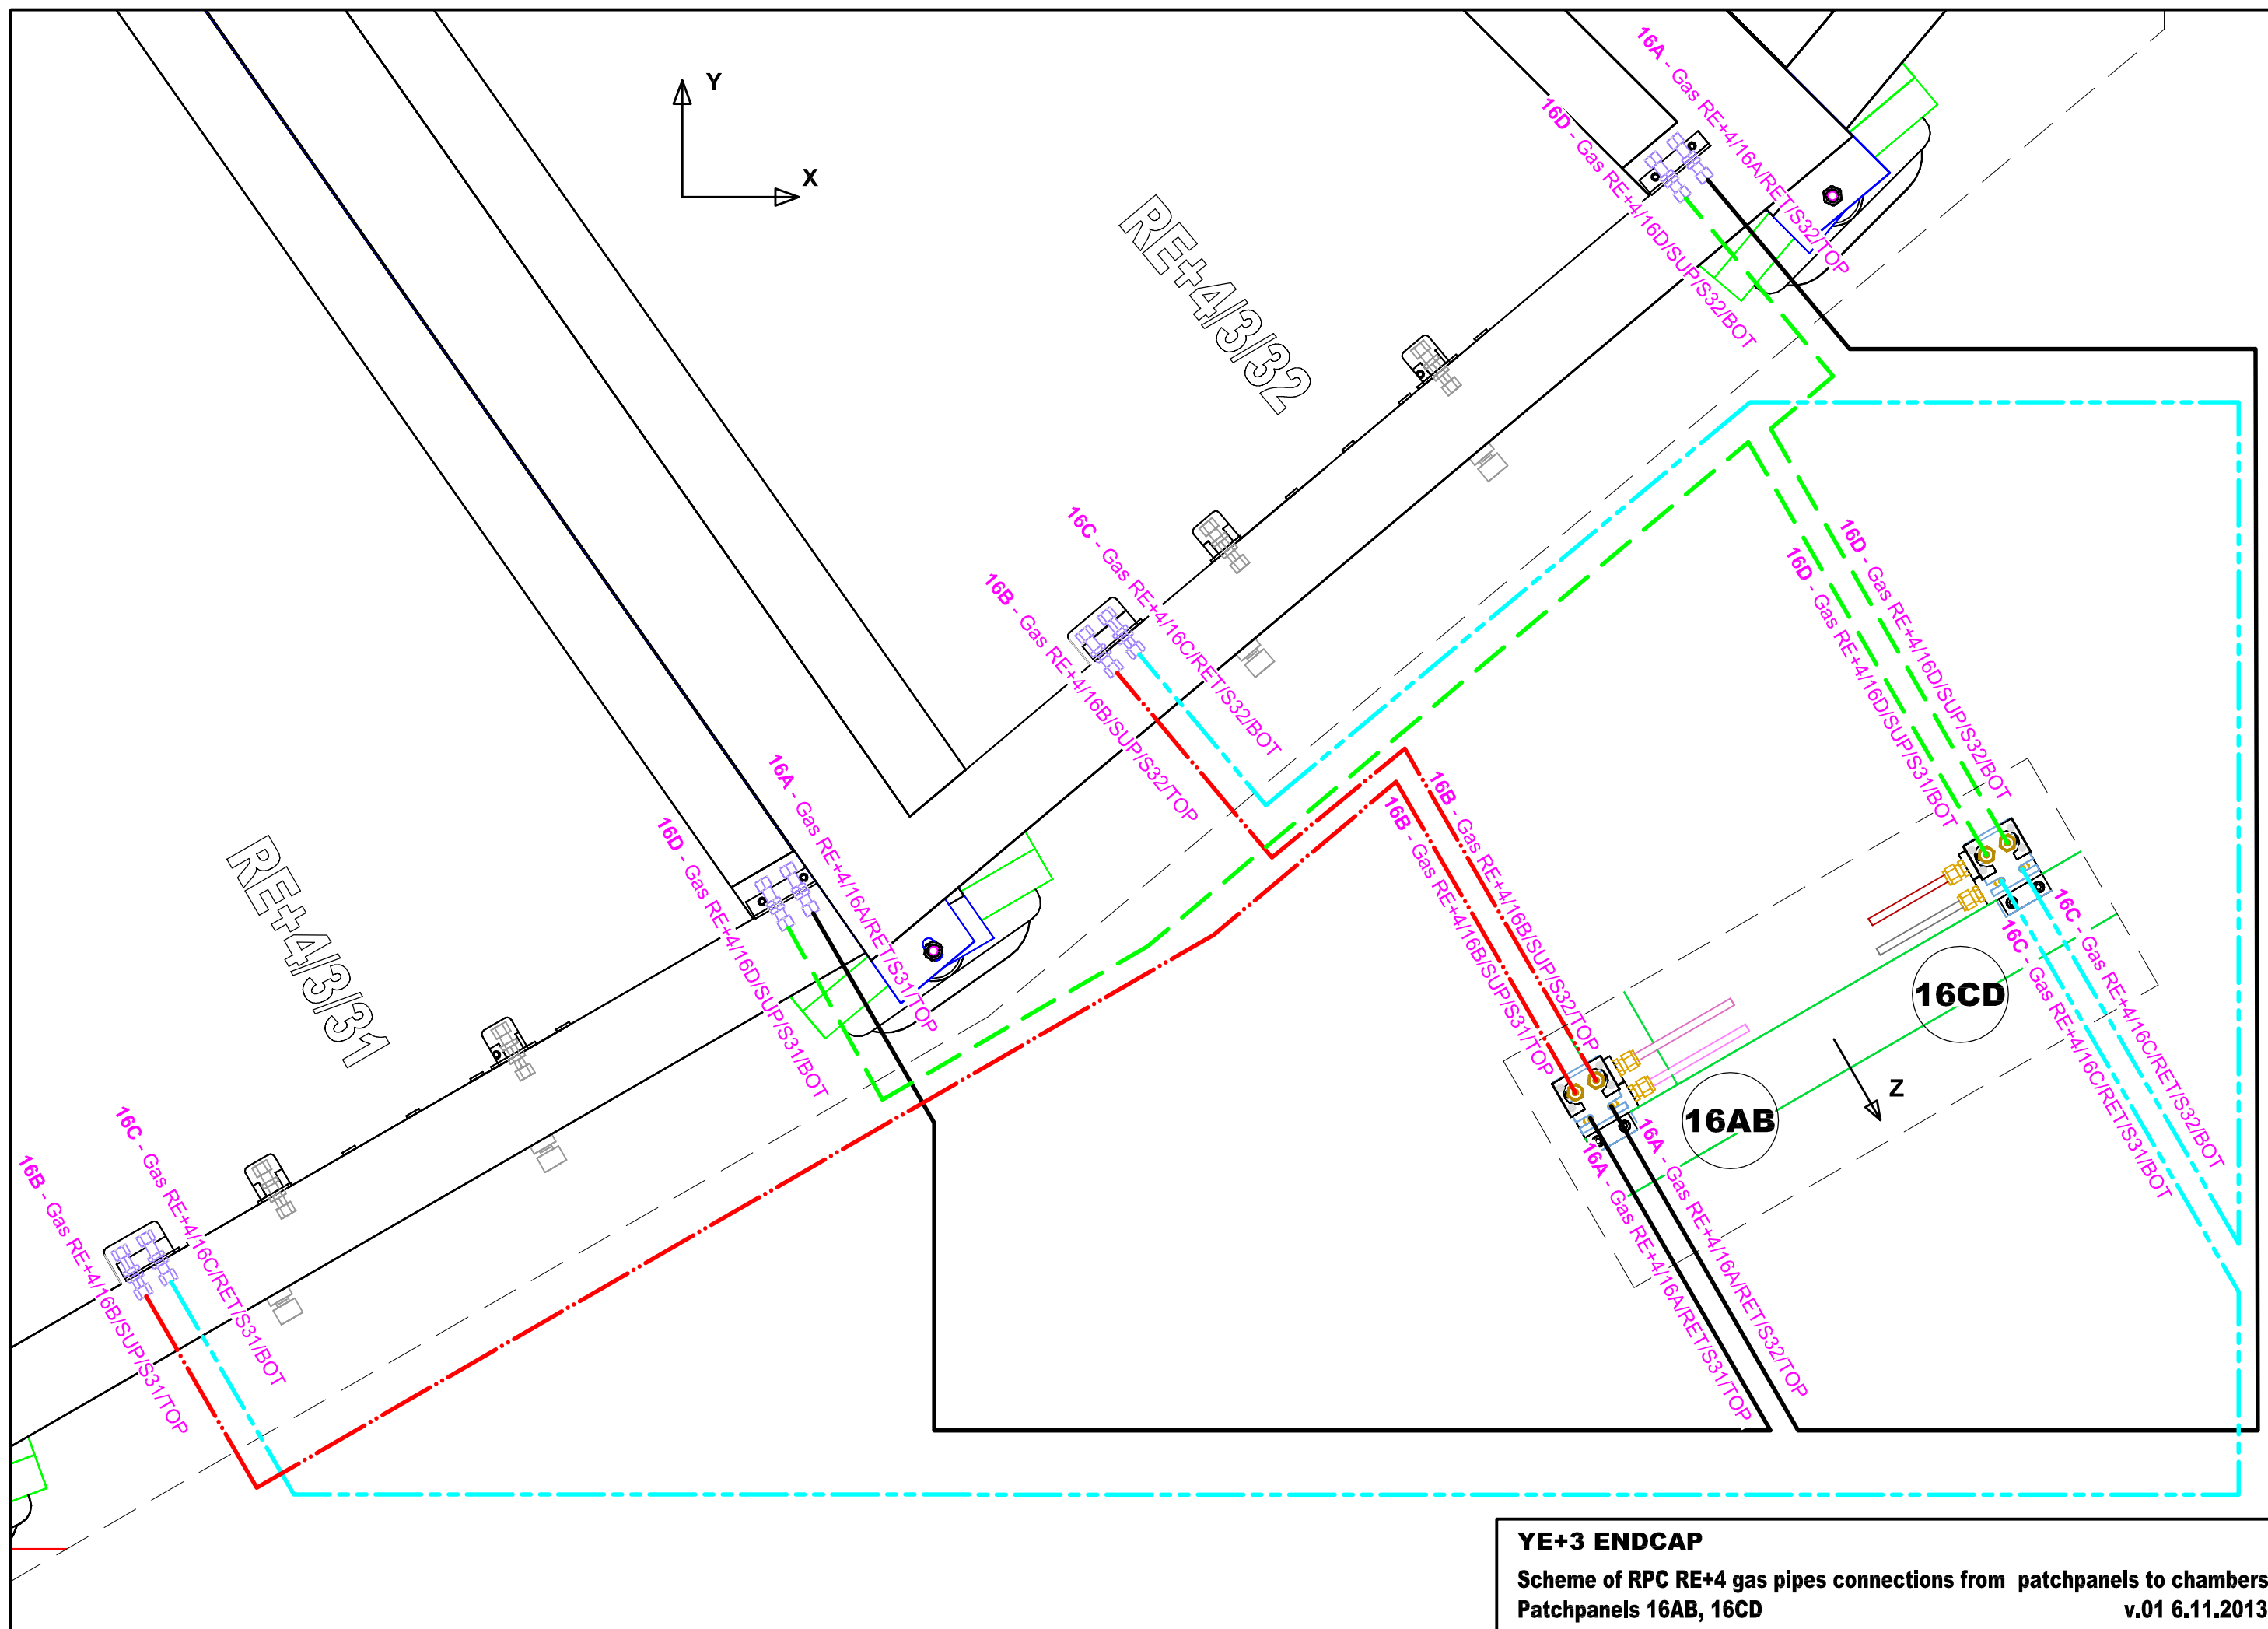 Y
X
16A - Gas RE+4/16A/RET/S32/TOP
16D - Gas RE+4/16D/SUP/S32/BOT
RE+4/3/32
16C - Gas RE+4/16C/RET/S32/BOT
16B - Gas RE+4/16B/SUP/S32/TOP
16D - Gas RE+4/16D/SUP/S32/BOT
16D - Gas RE+4/16D/SUP/S31/BOT
16A - Gas RE+4/16A/RET/S31/TOP
16D - Gas RE+4/16D/SUP/S31/BOT
16B - Gas RE+4/16B/SUP/S32/TOP
16B - Gas RE+4/16B/SUP/S31/TOP
RE+4/3/31
16C - Gas RE+4/16C/RET/S32/BOT
16C - Gas RE+4/16C/RET/S31/BOT
16CD
Z
16AB
16A - Gas RE+4/16A/RET/S32/TOP
16A - Gas RE+4/16A/RET/S31/TOP
16C - Gas RE+4/16C/RET/S31/BOT
16B - Gas RE+4/16B/SUP/S31/TOP
YE+3 ENDCAP
Scheme of RPC RE+4 gas pipes connections from patchpanels to chambers
Patchpanels 16AB, 16CD v.01 6.11.2013